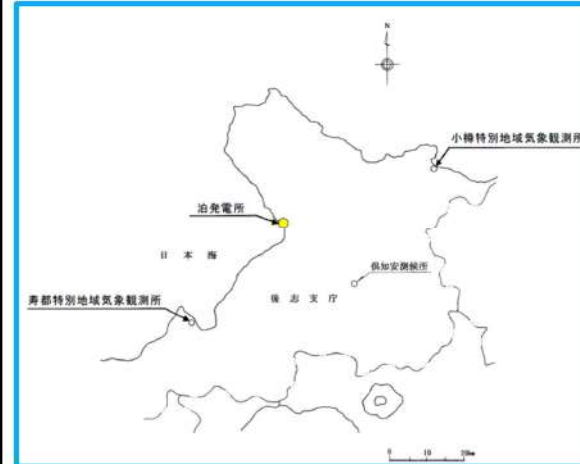 N
小樽特別地域気象観測所
泊発電所
日本海
倶知安測候所
後志支庁
寿都特別地域気象観測所
0 10 20km